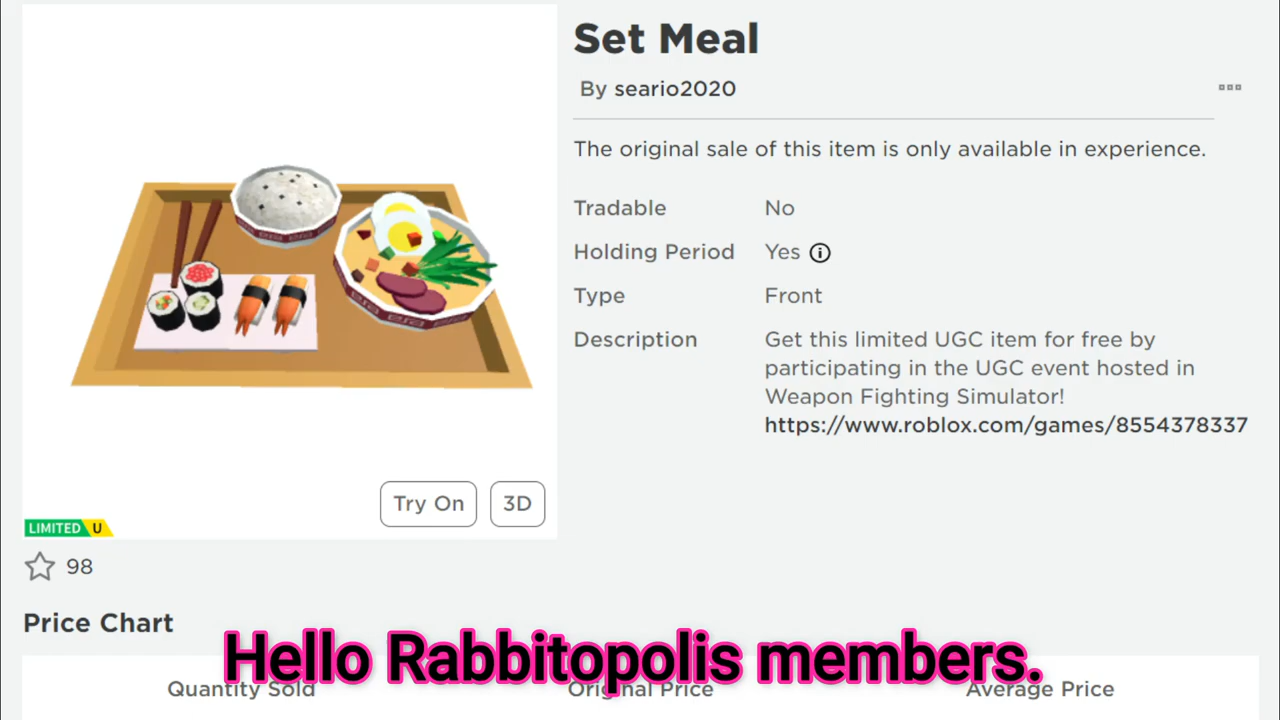 Set Meal
By seario2020
The original sale of this item is only available in experience.
Tradable No
Holding Period Yes
Type Front
Description Get this limited UGC item for free by
participating in the UGC event hosted in
Weapon Fighting Simulator!
https://www.roblox.com/games/8554378337
Try On 3D
LIMITED U
98
Price Chart
Hello Rabbitopolis members.
Quantity Sold Original Price Average Price